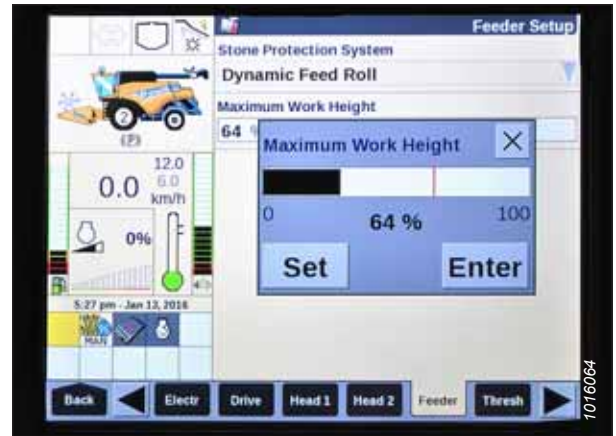 Feeder Setup
Stone Protection System
Dynamic Feed Roll
Maximum Work Height
64 %
Maximum Work Height
0
64 %
100
Set
Enter
2
(P)
12.0
6.0
0.0
km/h
0%
5:27 pm - Jan 13, 2016
MAN
Back
Electr
Drive
Head 1
Head 2
Feeder
Thresh
1016064